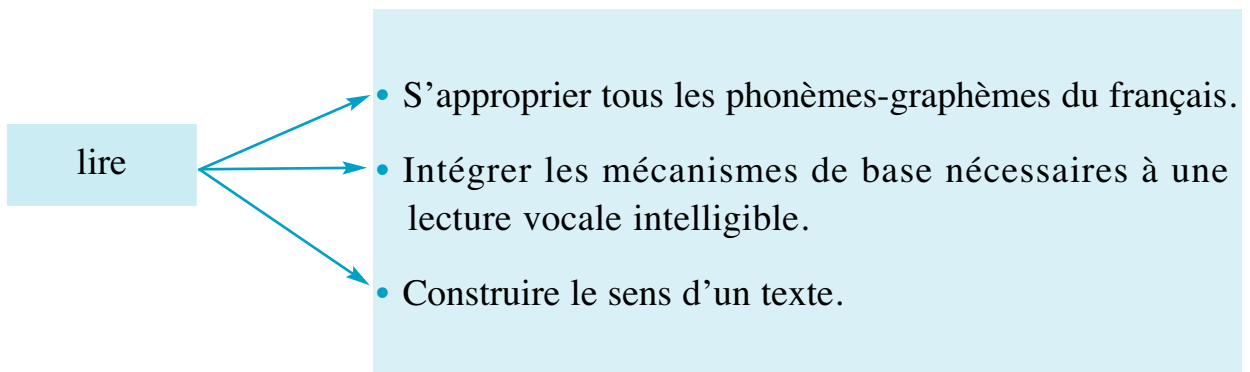 lire
• S’approprier tous les phonèmes-graphèmes du français.
• Intégrer les mécanismes de base nécessaires à une
lecture vocale intelligible.
• Construire le sens d’un texte.